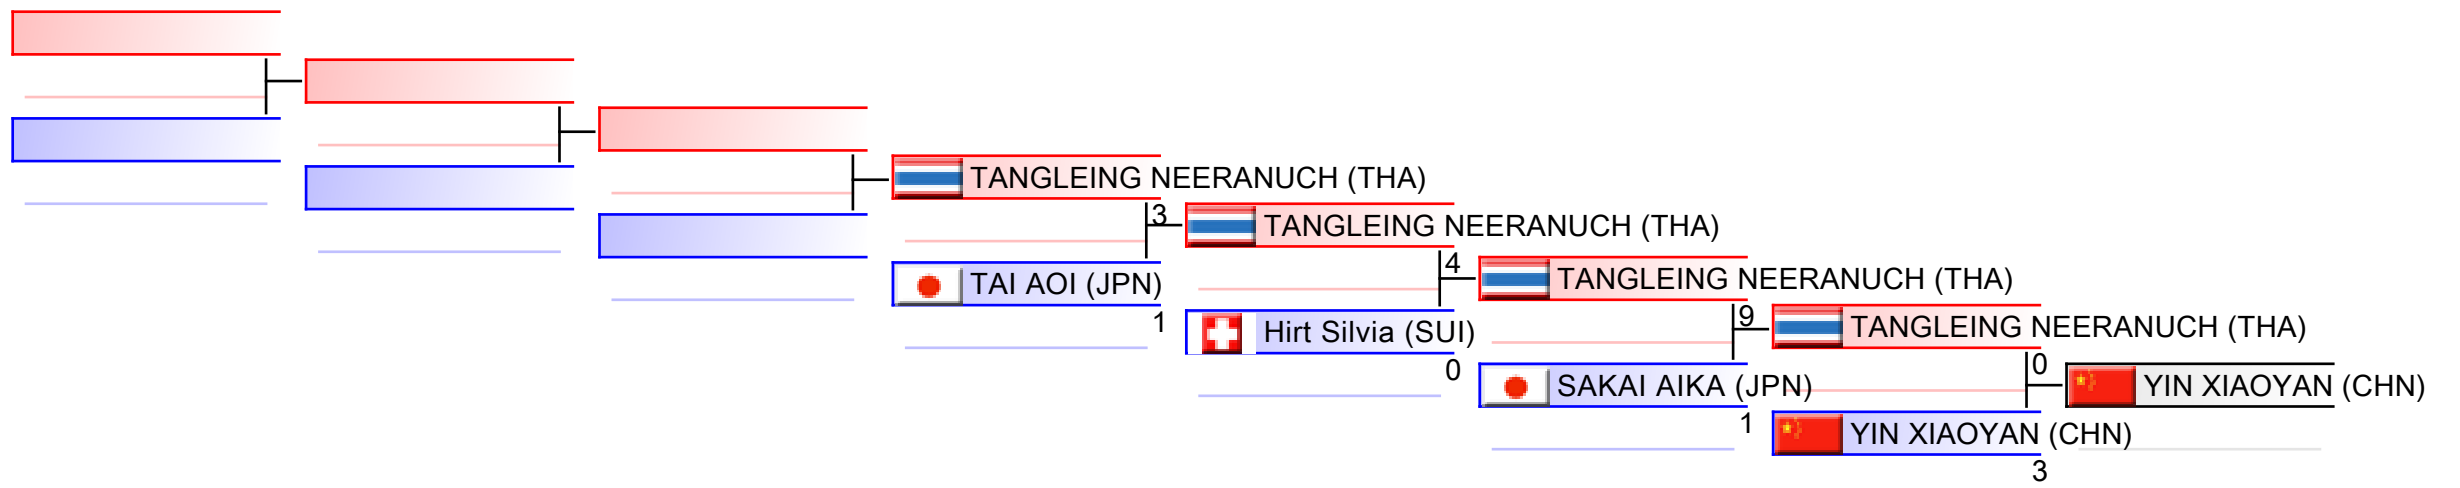 TANGLEING NEERANUCH (THA)
3
TAI AOI (JPN)
1
TANGLEING NEERANUCH (THA)
4
Hirt Silvia (SUI)
0
TANGLEING NEERANUCH (THA)
9
SAKAI AIKA (JPN)
1
TANGLEING NEERANUCH (THA)
0
YIN XIAOYAN (CHN)
3
YIN XIAOYAN (CHN)